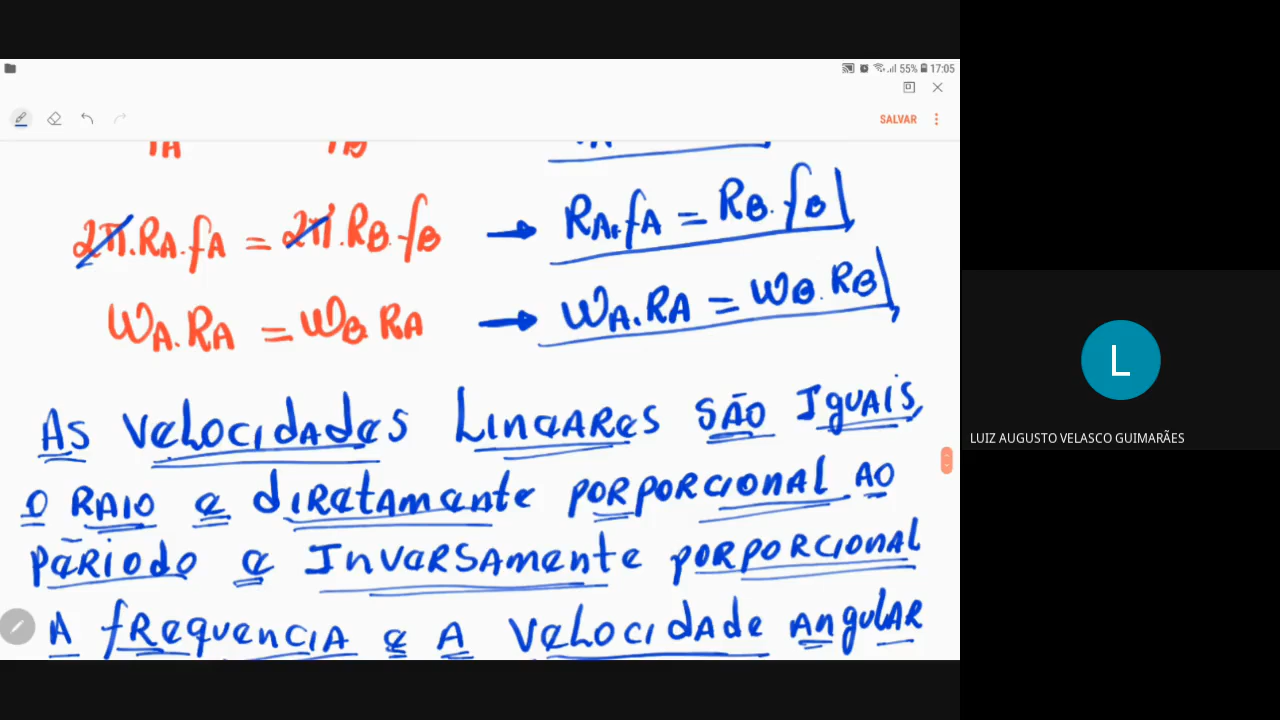 55% 17:05
SALVAR
TA TB
2π.RA.fA = 2π.RB.fB → RA.fA = RB.fB
WA.RA = WB.RA → WA.RA = WB.RB
As velocidades Lineares são Iguais,
O RAIO e diretamente porporcional ao
período e Inversamente porporcional
A frequencia e A velocidade angular
L
LUIZ AUGUSTO VELASCO GUIMARÃES